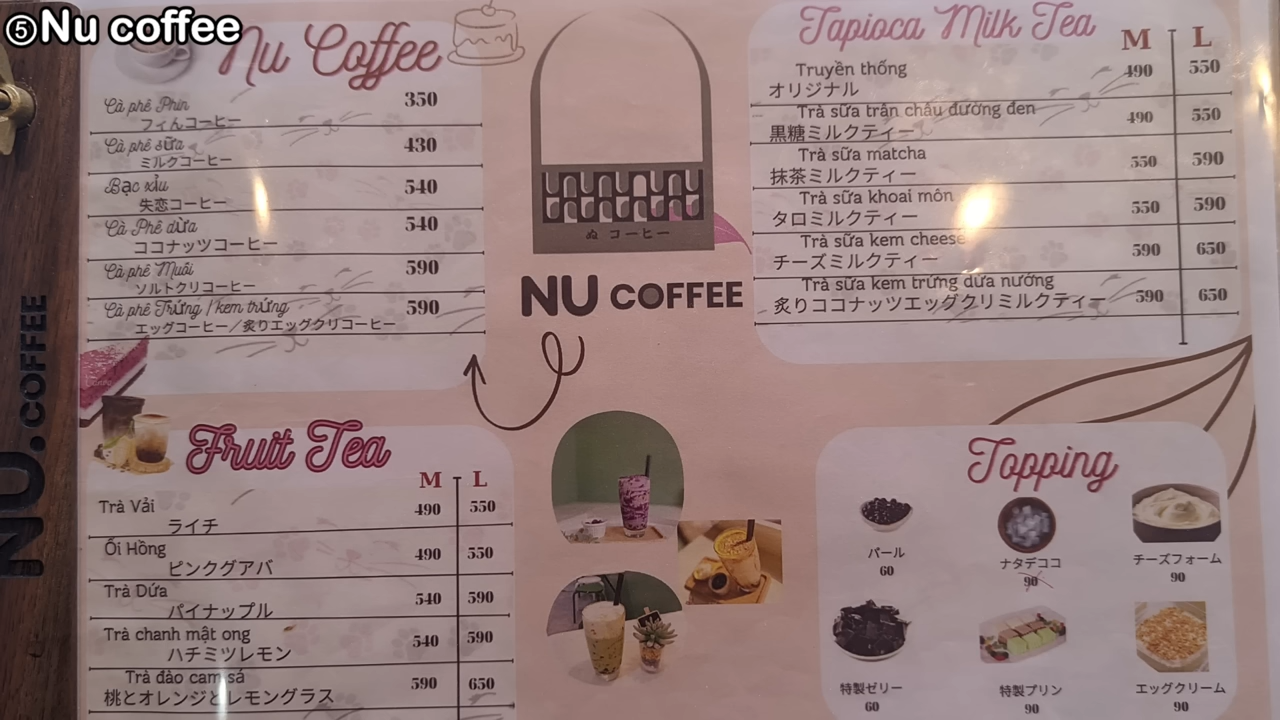 ⑤Nu coffee
Nu Coffee
Cà phê Phin 350
フィんコーヒー
Cà phê sữa 430
ミルクコーヒー
Bạc xỉu 540
失恋コーヒー
Cà Phê dừa 540
ココナッツコーヒー
Cà phê Muối 590
ソルトクリコーヒー
Cà phê Trứng / kem trứng 590
エッグコーヒー／炙りエッグクリコーヒー
ぬ コーヒー
NU COFFEE
Tapioca Milk Tea
M L
Truyền thống 490 550
オリジナル
Trà sữa trân châu đường đen 490 550
黒糖ミルクティー
Trà sữa matcha 550 590
抹茶ミルクティー
Trà sữa khoai môn 550 590
タロミルクティー
Trà sữa kem cheese 590 650
チーズミルクティー
Trà sữa kem trứng dừa nướng 590 650
炙りココナッツエッグクリミルクティー
Fruit Tea
M L
Trà Vải 490 550
ライチ
Ổi Hồng 490 550
ピンクグアバ
Trà Dứa 540 590
パイナップル
Trà chanh mật ong 540 590
ハチミツレモン
Trà đào cam sả 590 650
桃とオレンジとレモングラス
Topping
パール
60
ナタデココ
90
チーズフォーム
90
特製ゼリー
60
特製プリン
90
エッグクリーム
90
NU.COFFEE